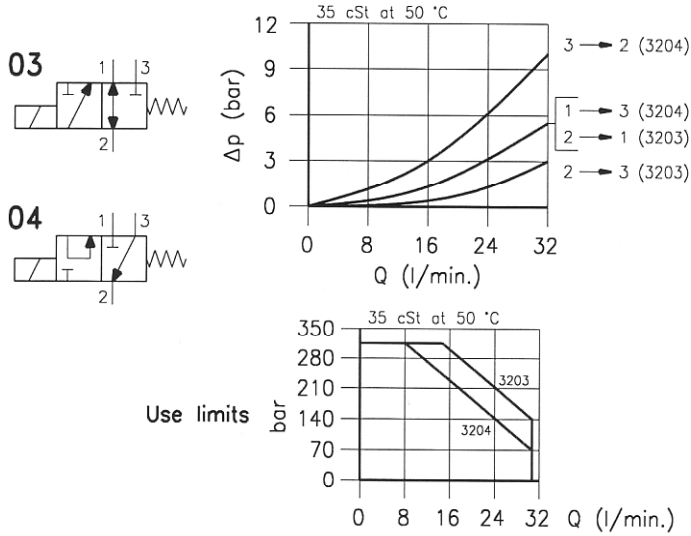 35 cSt at 50 °C
12
9
6
3
0
Δp (bar)
0 8 16 24 32
Q (l/min.)
3 → 2 (3204)
1 → 3 (3204)
2 → 1 (3203)
2 → 3 (3203)
03
1 3
2
04
1 3
2
35 cSt at 50 °C
350
280
210
140
70
0
bar
Use limits
3203
3204
0 8 16 24 32 Q (l/min.)